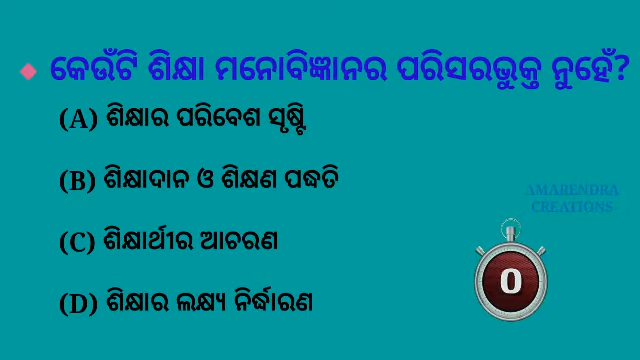 କେଉଁଟି ଶିକ୍ଷା ମନୋବିଜ୍ଞାନର ପରିସରଭୁକ୍ତ ନୁହେଁ?
(A) ଶିକ୍ଷାର ପରିବେଶ ସୃଷ୍ଟି
(B) ଶିକ୍ଷାଦାନ ଓ ଶିକ୍ଷଣ ପଦ୍ଧତି
(C) ଶିକ୍ଷାର୍ଥୀର ଆଚରଣ
(D) ଶିକ୍ଷାର ଲକ୍ଷ୍ୟ ନିର୍ଦ୍ଧାରଣ
AMARENDRA
CREATIONS
0